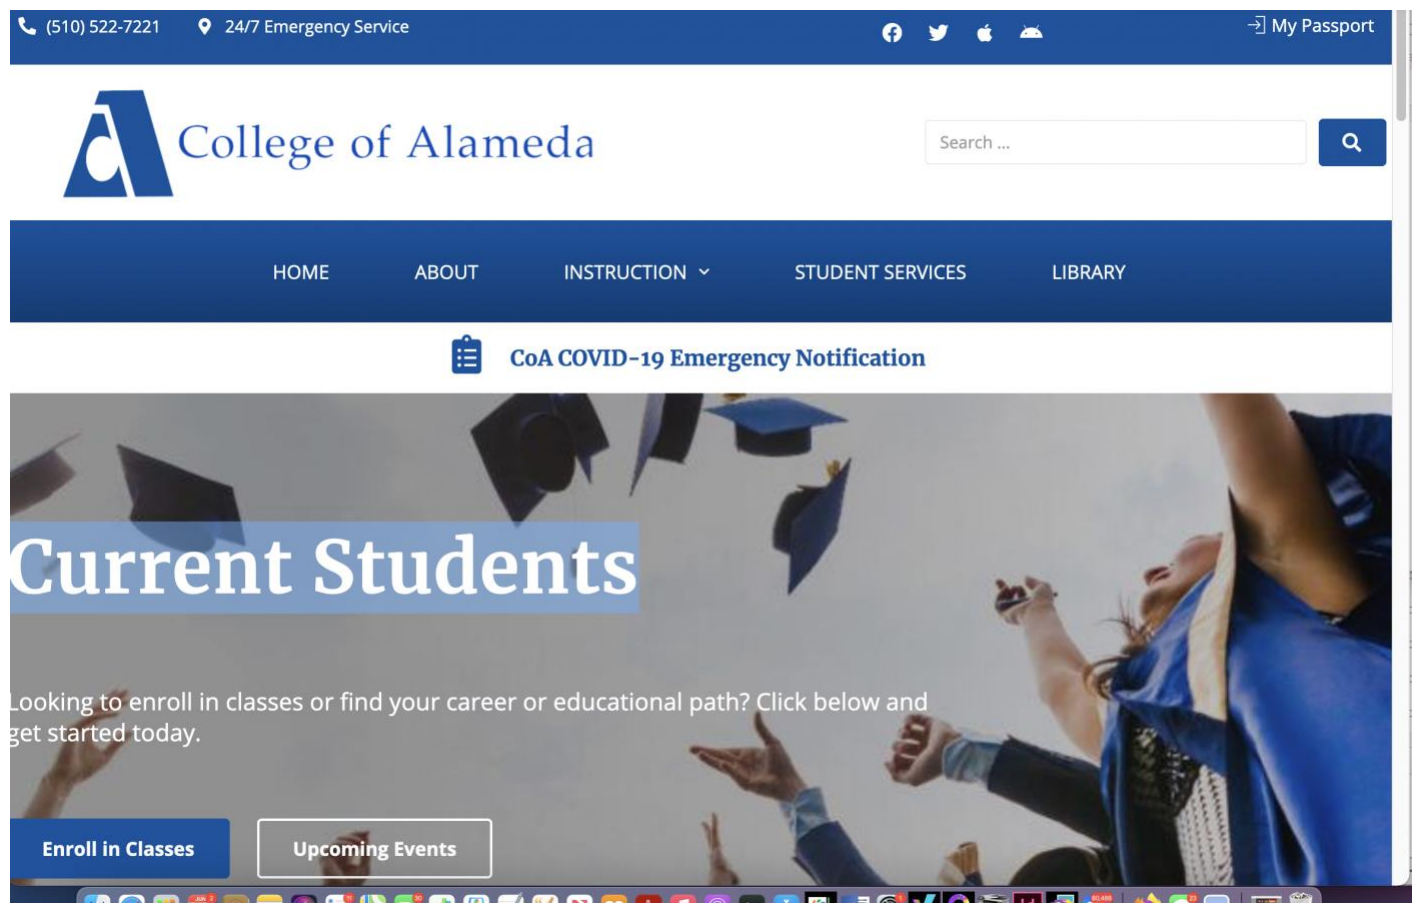 (510) 522-7221 24/7 Emergency Service My Passport
College of Alameda
Search ...
HOME ABOUT INSTRUCTION STUDENT SERVICES LIBRARY
CoA COVID-19 Emergency Notification
Current Students
Looking to enroll in classes or find your career or educational path? Click below and
get started today.
Enroll in Classes Upcoming Events